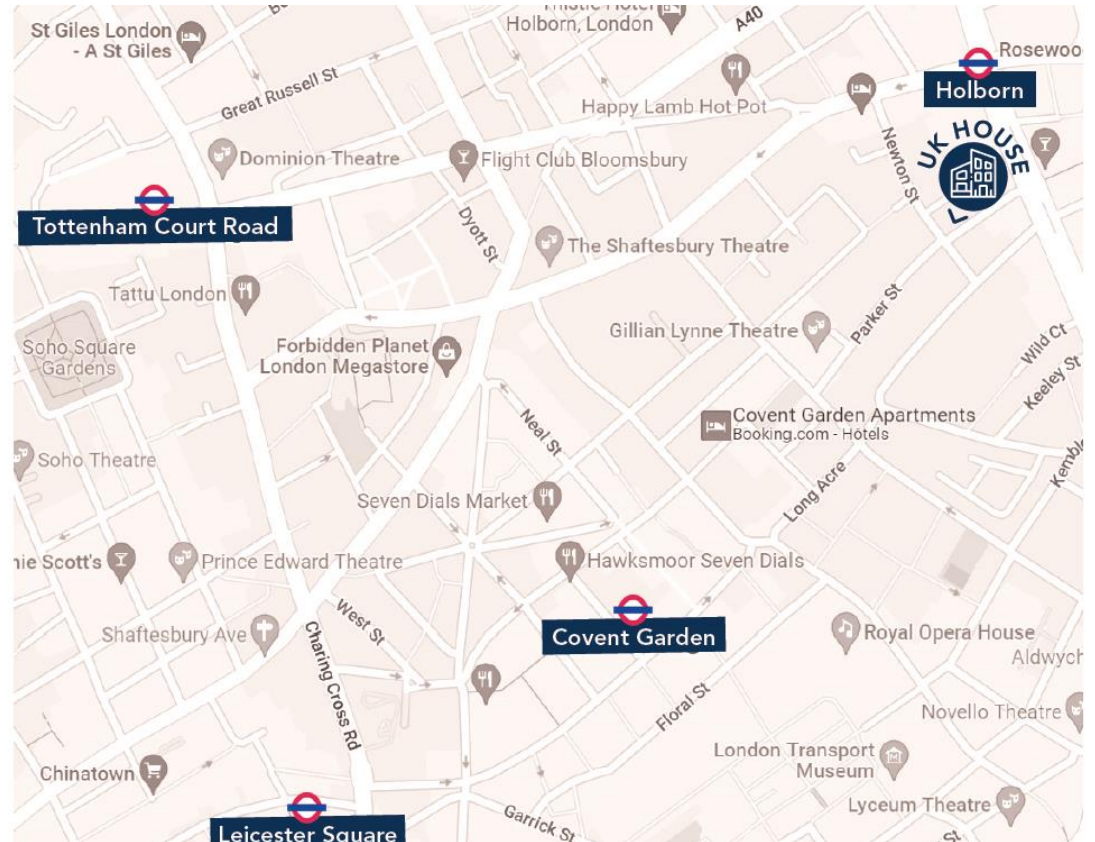 St Giles London
- A St Giles
Holborn, London
A40
Rosewoo
Holborn
Great Russell St
Happy Lamb Hot Pot
UK HOUSE
Dominion Theatre
Flight Club Bloomsbury
Newton St
Tottenham Court Road
Dyott St
The Shaftesbury Theatre
Tattu London
Parker St
Gillian Lynne Theatre
Soho Square
Gardens
Forbidden Planet
London Megastore
Wild Ct
Keeley St
Neal St
Covent Garden Apartments
Booking.com - Hotels
Soho Theatre
Kemble
Long Acre
Seven Dials Market
nie Scott's
Prince Edward Theatre
Hawksmoor Seven Dials
Shaftesbury Ave
West St
Covent Garden
Royal Opera House
Aldwych
Charing Cross Rd
Floral St
Novello Theatre
London Transport
Museum
Chinatown
Lyceum Theatre
Leicester Square
Garrick St
St